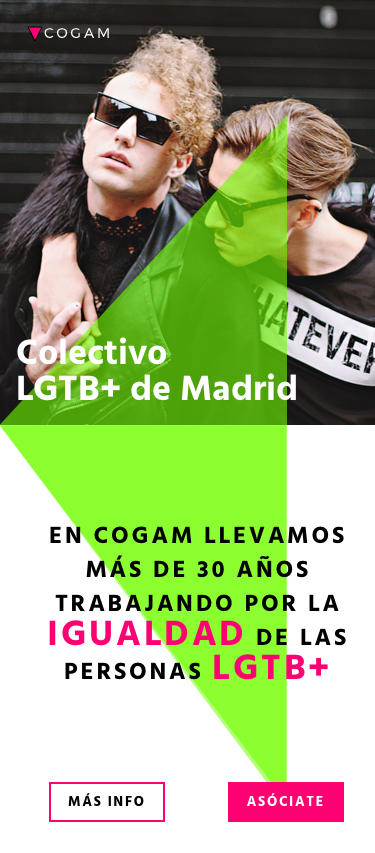 COGAM
WHATEVER
Colectivo
LGTB+ de Madrid
EN COGAM LLEVAMOS
MÁS DE 30 AÑOS
TRABAJANDO POR LA
IGUALDAD DE LAS
PERSONAS LGTB+
MÁS INFO
ASÓCIATE